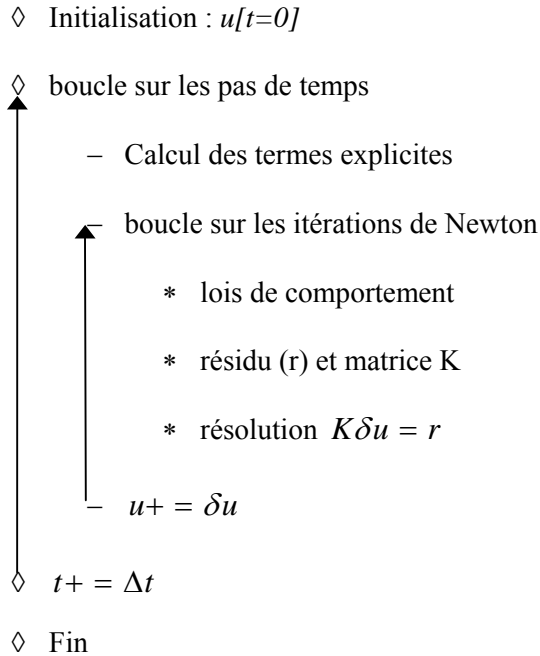 ◊ Initialisation : u[t=0]
◊ boucle sur les pas de temps
− Calcul des termes explicites
− boucle sur les itérations de Newton
∗ lois de comportement
∗ résidu (r) et matrice K
∗ résolution Kδu = r
− u+ = δu
◊ t+ = Δt
◊ Fin